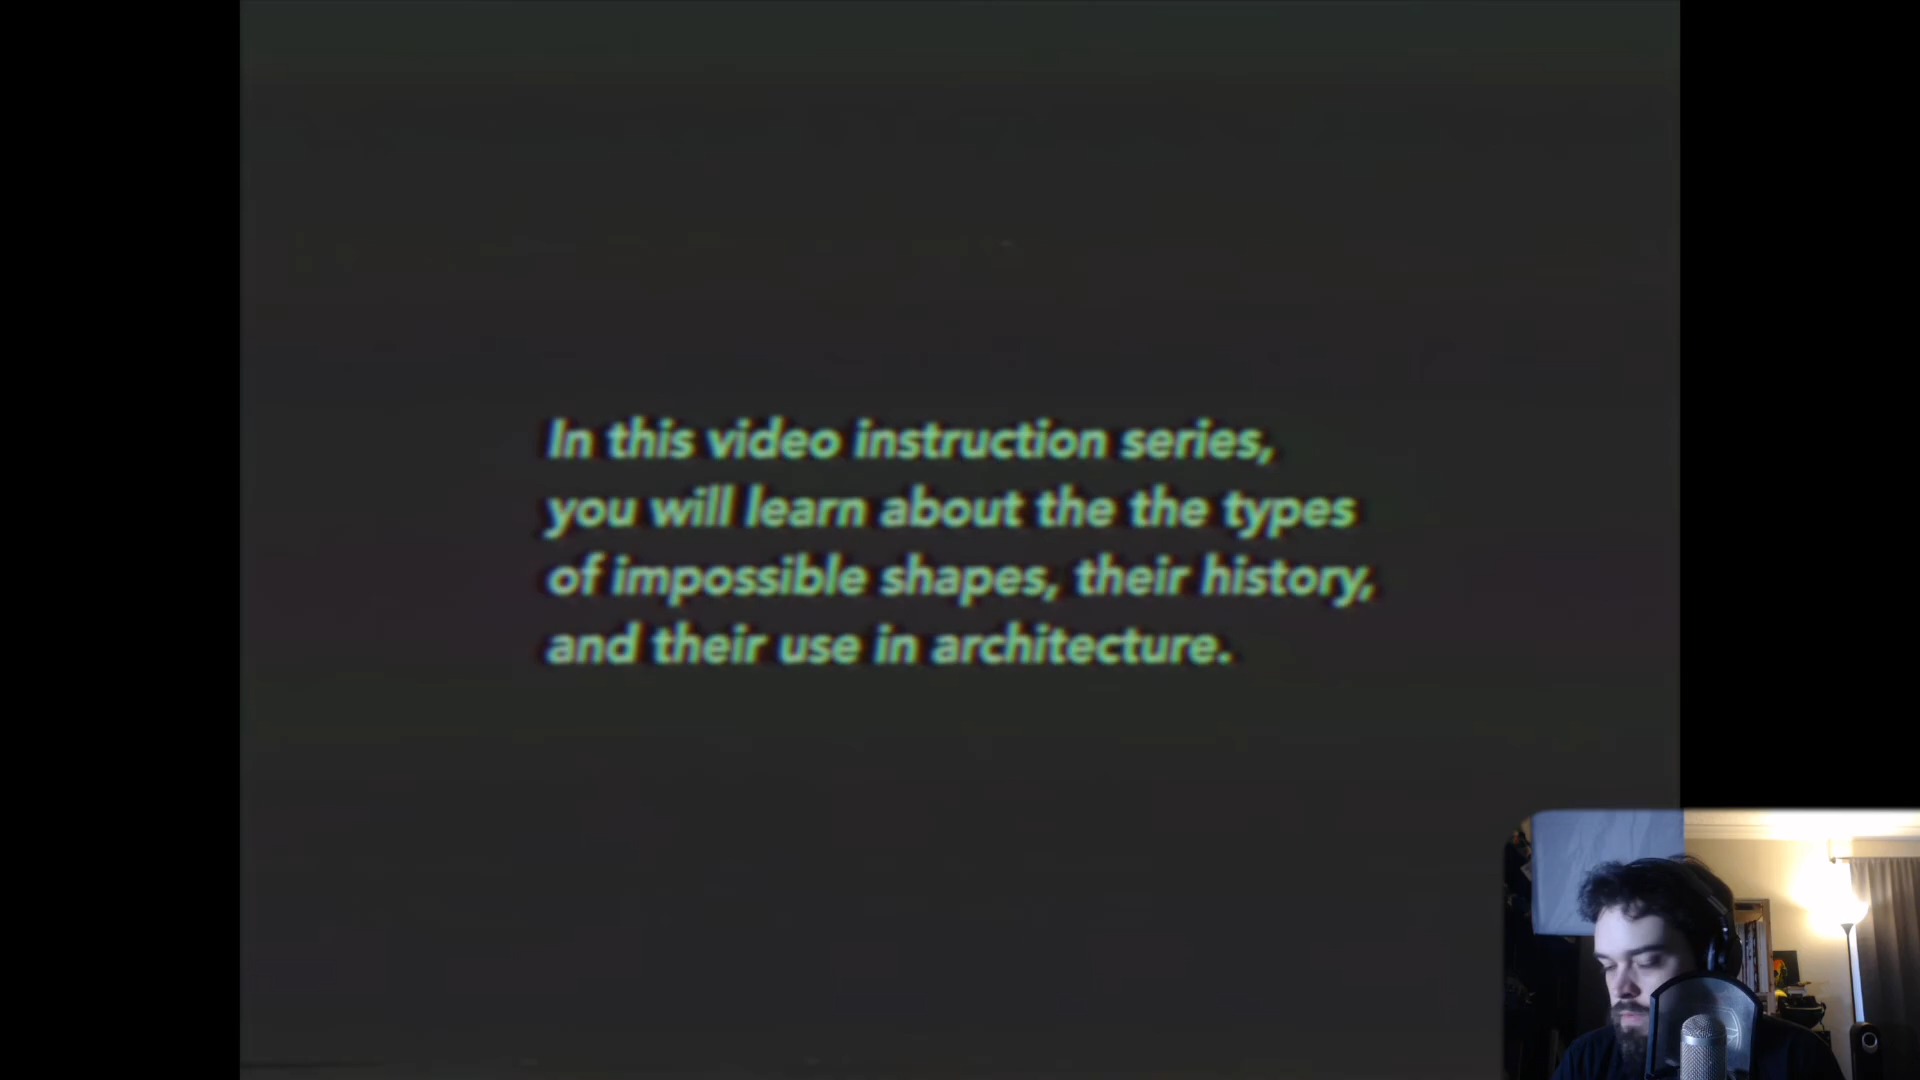 In this video instruction series,
you will learn about the the types
of impossible shapes, their history,
and their use in architecture.